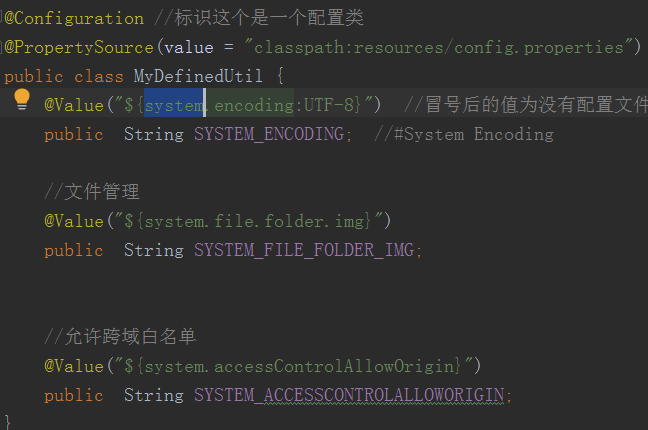 @Configuration //标识这个是一个配置类
@PropertySource(value = "classpath:resources/config.properties")
public class MyDefinedUtil {
@Value("${system.encoding:UTF-8}") //冒号后的值为没有配置文件
public String SYSTEM_ENCODING; //#System Encoding
//文件管理
@Value("${system.file.folder.img}")
public String SYSTEM_FILE_FOLDER_IMG;
//允许跨域白名单
@Value("${system.accessControlAllowOrigin}")
public String SYSTEM_ACCESSCONTROLALLOWORIGIN;
}